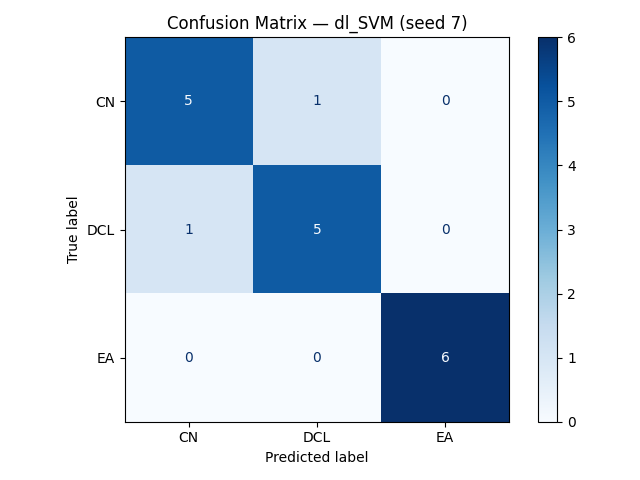 Confusion Matrix — dl_SVM (seed 7)
CN
5
1
0
DCL
1
5
0
EA
0
0
6
CN DCL EA
Predicted label
True label
6
5
4
3
2
1
0